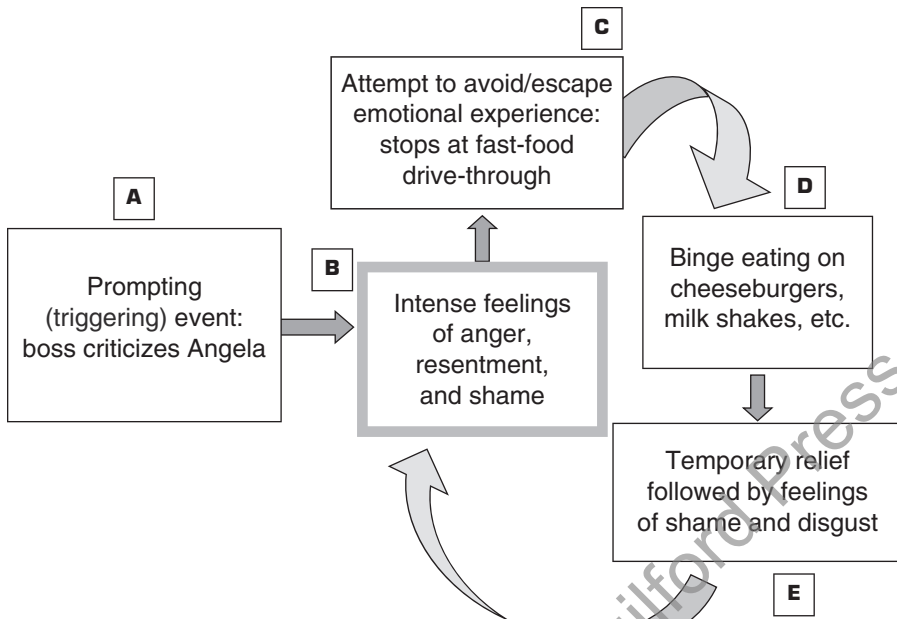 A
Prompting
(triggering) event:
boss criticizes Angela
B
Intense feelings
of anger,
resentment,
and shame
C
Attempt to avoid/escape
emotional experience:
stops at fast-food
drive-through
D
Binge eating on
cheeseburgers,
milk shakes, etc.
Temporary relief
followed by feelings
of shame and disgust
E
Press